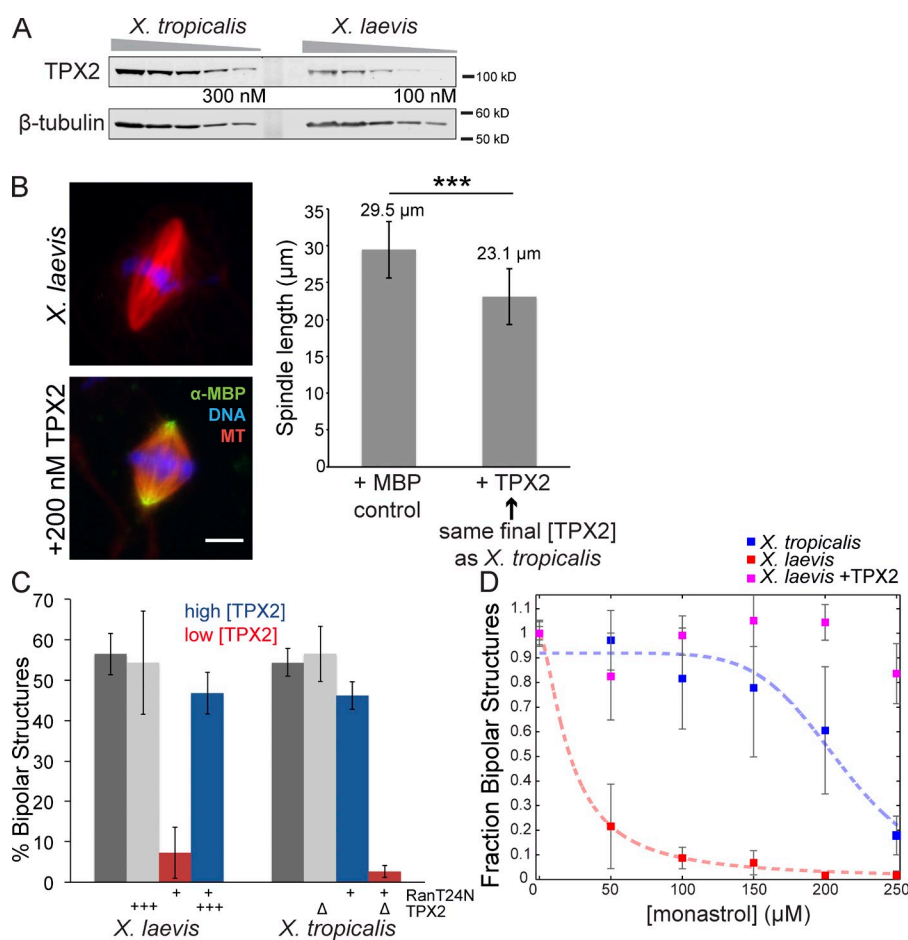 A
X. tropicalis
X. laevis
TPX2
100 kD
300 nM
100 nM
β-tubulin
60 kD
50 kD
B
X. laevis
+200 nM TPX2
α-MBP
DNA
MT
***
29.5 µm
23.1 µm
Spindle length (µm)
35
30
25
20
15
10
5
0
+ MBP
control
+ TPX2
same final [TPX2]
as X. tropicalis
C
high [TPX2]
low [TPX2]
% Bipolar Structures
70
60
50
40
30
20
10
0
+ + + + RanT24N
+++ +++ Δ Δ TPX2
X. laevis
X. tropicalis
D
X. tropicalis
X. laevis
X. laevis +TPX2
Fraction Bipolar Structures
1.1
1
0.9
0.8
0.7
0.6
0.5
0.4
0.3
0.2
0.1
0
0 50 100 150 200 250
[monastrol] (µM)